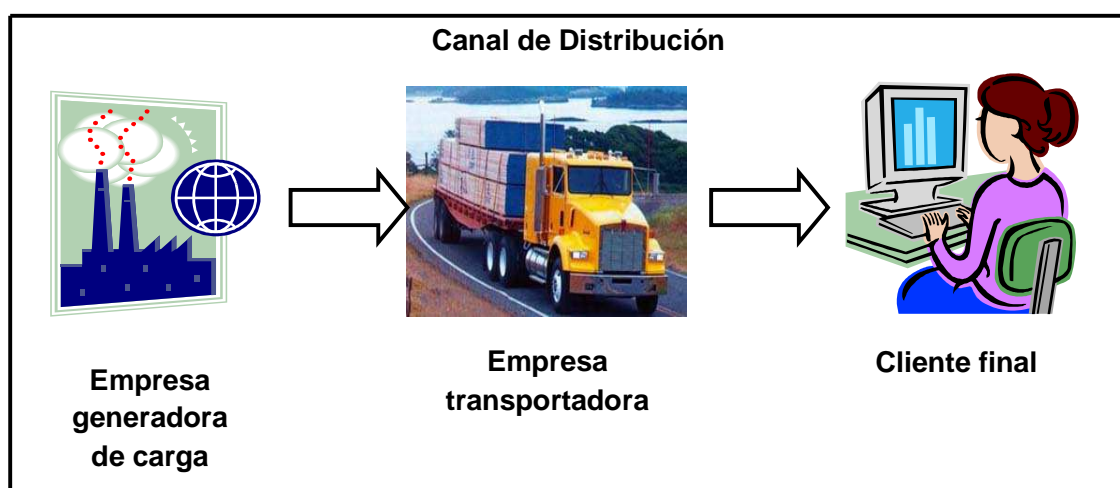 Canal de Distribución
Empresa
generadora
de carga
Empresa
transportadora
Cliente final